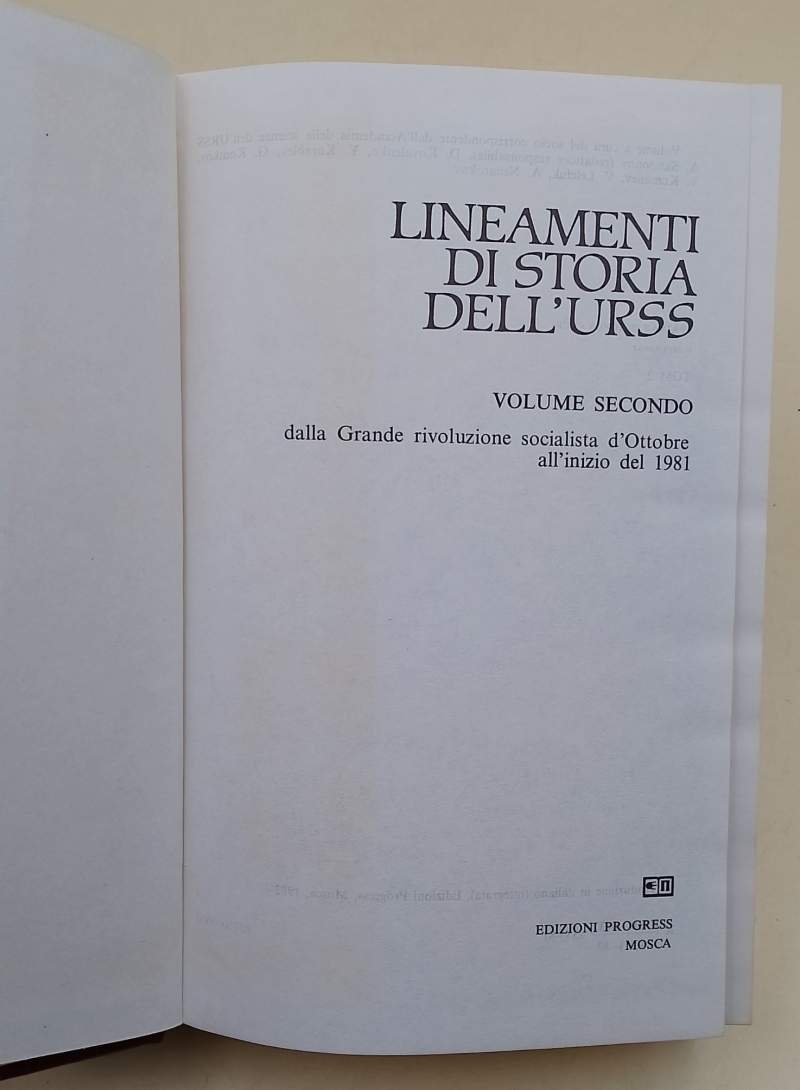 LINEAMENTI
DI STORIA
DELL'URSS
VOLUME SECONDO
dalla Grande rivoluzione socialista d'Ottobre
all'inizio del 1981
EDIZIONI PROGRESS
MOSCA